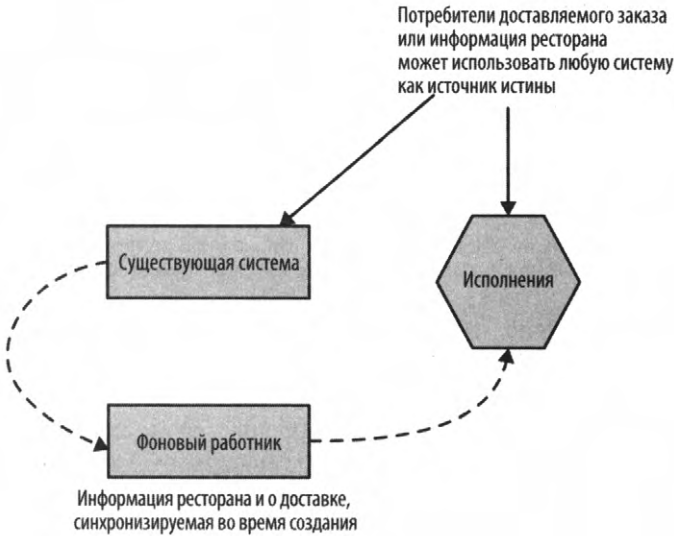 Потребители доставляемого заказа
или информация ресторана
может использовать любую систему
как источник истины
Существующая система
Исполнения
Фоновый работник
Информация ресторана и о доставке,
синхронизируемая во время создания